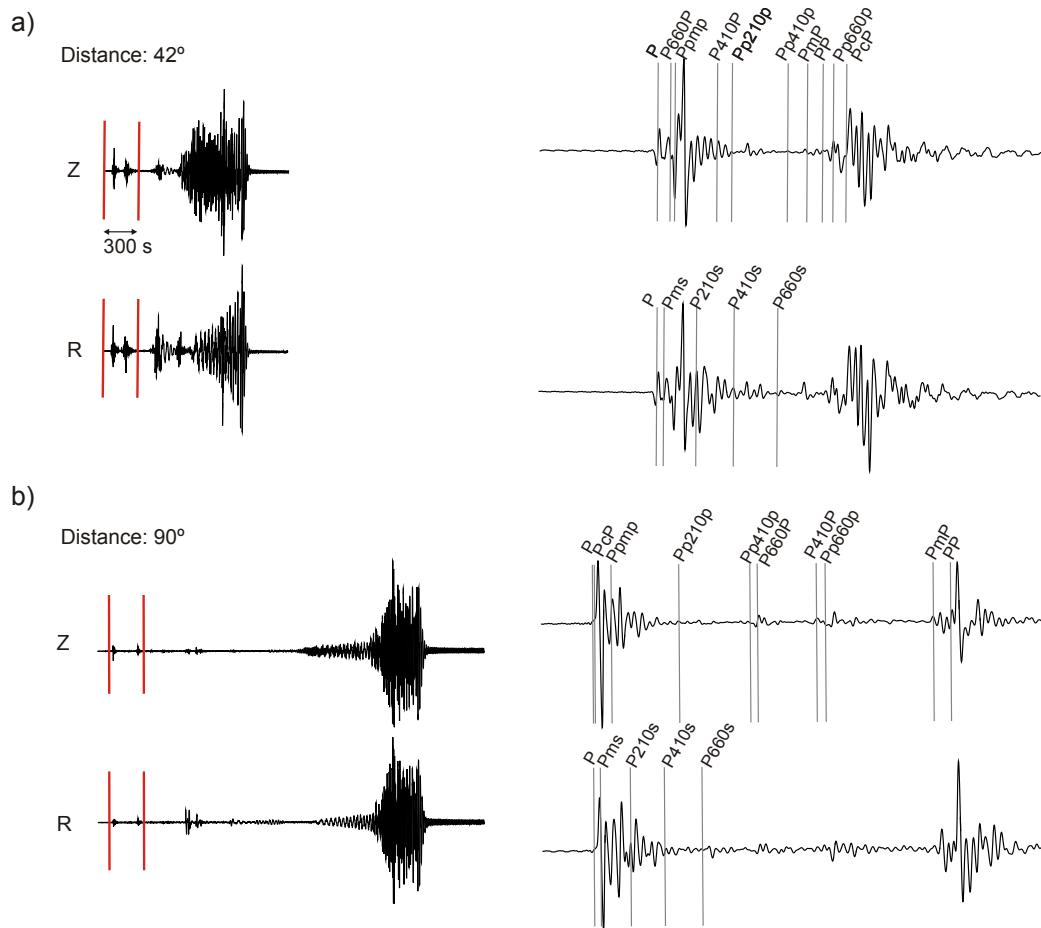 a)
Distance: 42º
Z
300 s
R
P
P660P
Ppmp
P410P
Pp210p
Pp410p
PmP
PP
Pp660p
PcP
P
Pms
P210s
P410s
P660s
b)
Distance: 90º
Z
R
P
PcP
Ppmp
Pp210p
Pp410p
P660P
P410P
Pp660p
PmP
PP
P
Pms
P210s
P410s
P660s